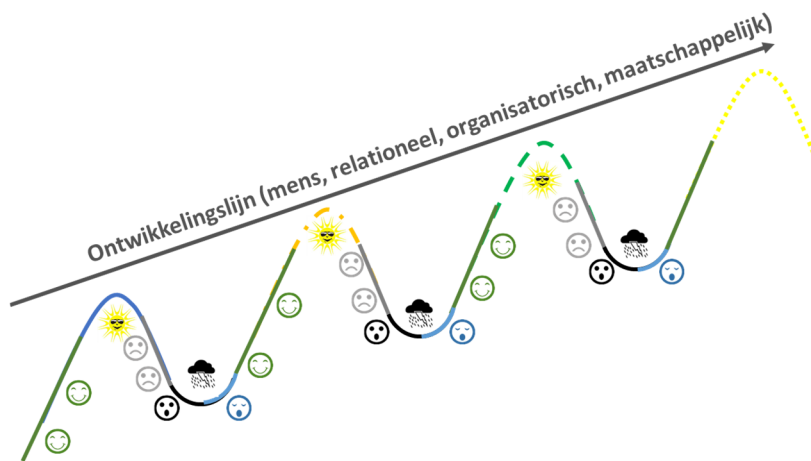 Ontwikkelingslijn (mens, relationeel, organisatorisch, maatschappelijk)